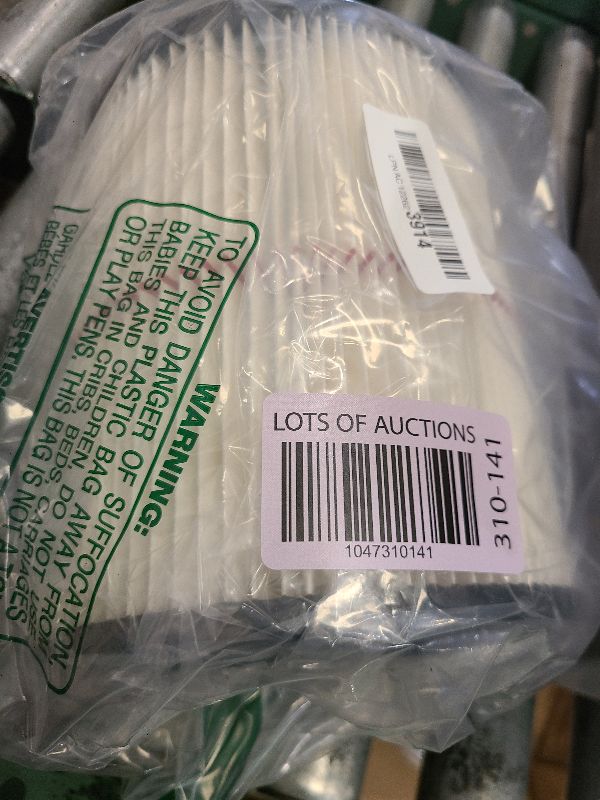 3914
LOTS OF AUCTIONS
310-141
1047310141
WARNING:
TO AVOID DANGER OF SUFFOCATION,
KEEP THIS PLASTIC BAG AWAY FROM
BABIES AND CHILDREN. DO NOT USE
THIS BAG IN CRIBS, BEDS, CARRIAGES
OR PLAY PENS. THIS BAG IS NOT A